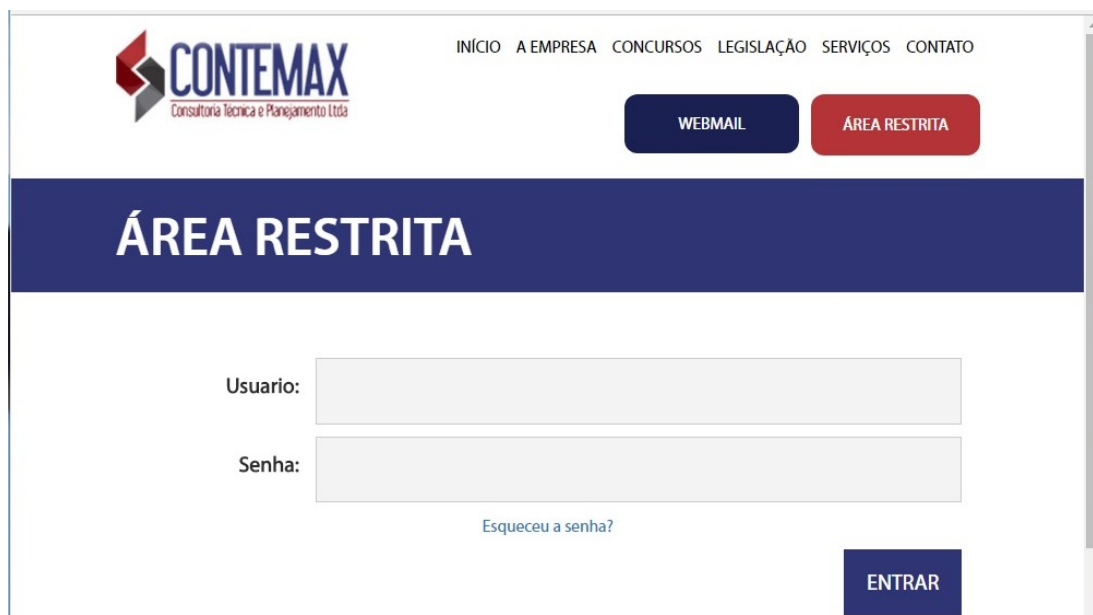 CONTEMAX
Consultoria Técnica e Planejamento Ltda
INÍCIO A EMPRESA CONCURSOS LEGISLAÇÃO SERVIÇOS CONTATO
WEBMAIL ÁREA RESTRITA
ÁREA RESTRITA
Usuario:
Senha:
Esqueceu a senha?
ENTRAR